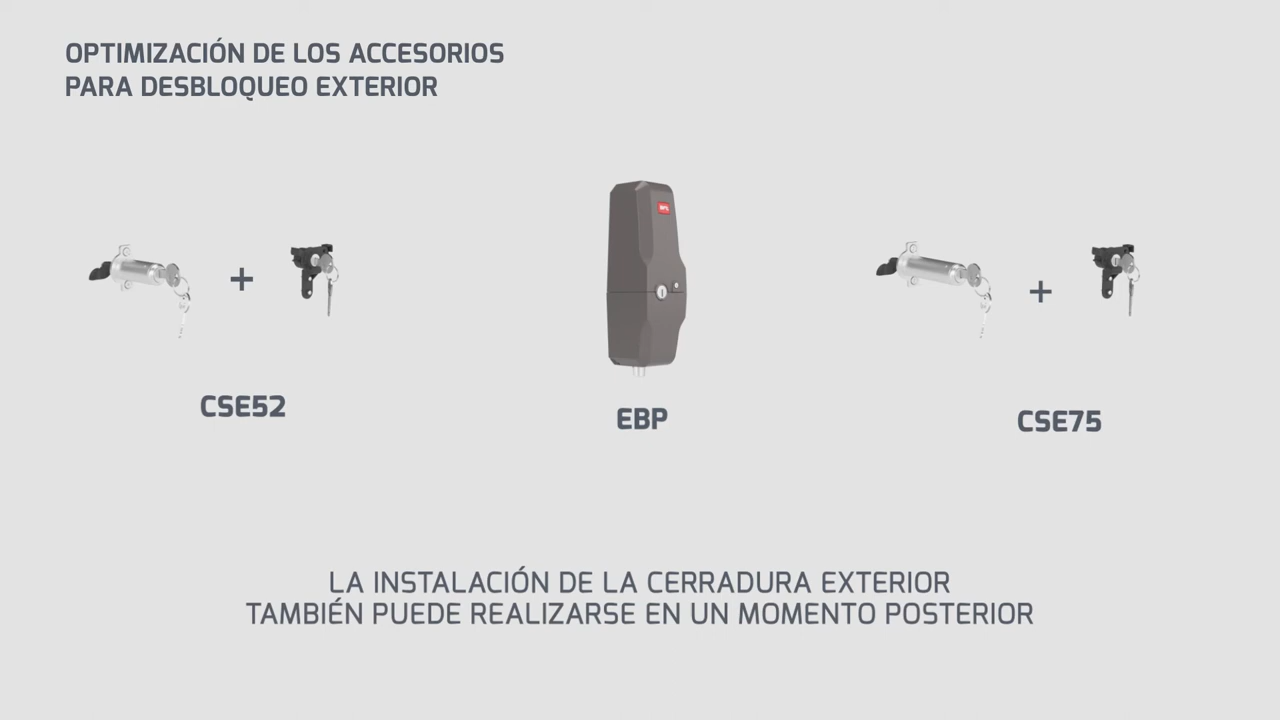 OPTIMIZACIÓN DE LOS ACCESORIOS
PARA DESBLOQUEO EXTERIOR
+
+
CSE52
EBP
CSE75
LA INSTALACIÓN DE LA CERRADURA EXTERIOR
TAMBIÉN PUEDE REALIZARSE EN UN MOMENTO POSTERIOR